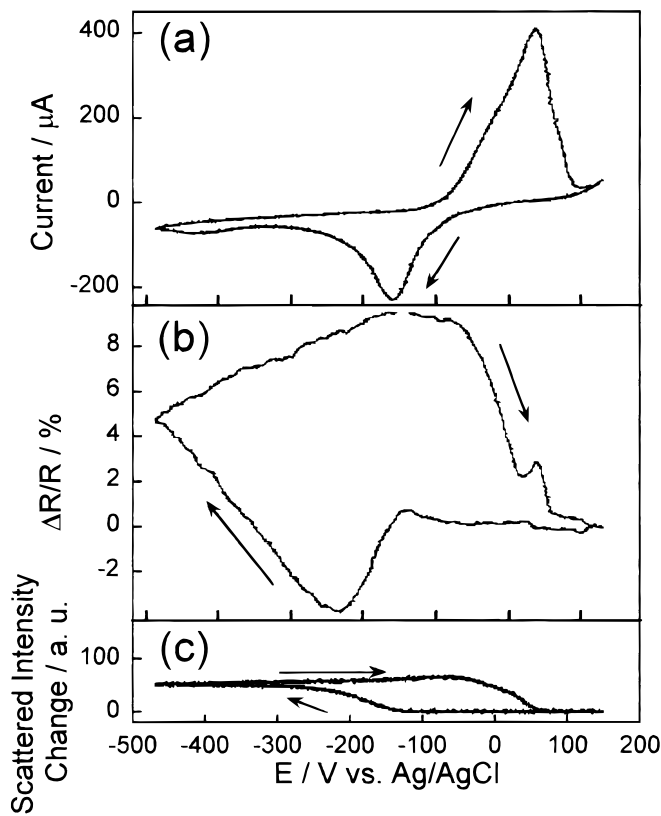 (a)
400
200
0
-200
Current / μA
(b)
8
6
4
2
0
-2
ΔR/R / %
(c)
100
0
Scattered Intensity
Change / a. u.
-500 -400 -300 -200 -100 0 100 200
E / V vs. Ag/AgCl